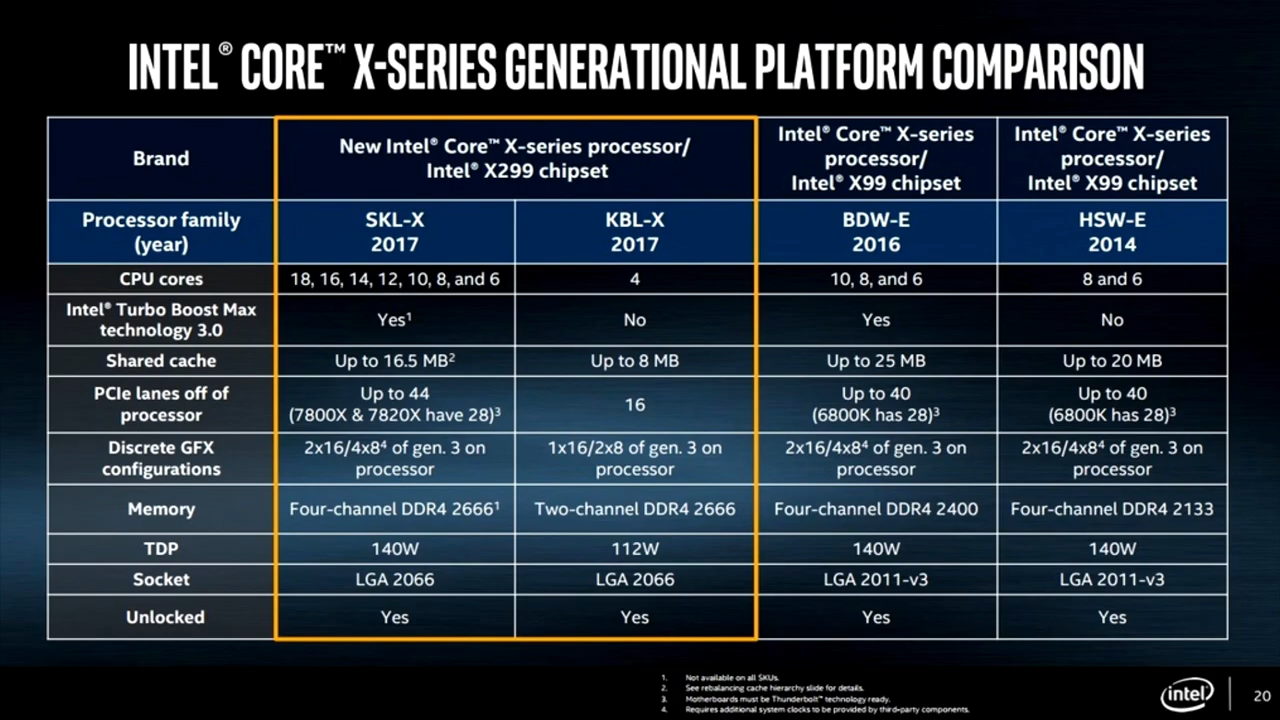 INTEL® CORE™ X-SERIES GENERATIONAL PLATFORM COMPARISON
Brand
New Intel® Core™ X-series processor/
Intel® X299 chipset
Intel® Core™ X-series
processor/
Intel® X99 chipset
Intel® Core™ X-series
processor/
Intel® X99 chipset
Processor family
(year)
SKL-X
2017
KBL-X
2017
BDW-E
2016
HSW-E
2014
CPU cores
18, 16, 14, 12, 10, 8, and 6
4
10, 8, and 6
8 and 6
Intel® Turbo Boost Max
technology 3.0
Yes¹
No
Yes
No
Shared cache
Up to 16.5 MB²
Up to 8 MB
Up to 25 MB
Up to 20 MB
PCIe lanes off of
processor
Up to 44
(7800X & 7820X have 28)³
16
Up to 40
(6800K has 28)³
Up to 40
(6800K has 28)³
Discrete GFX
configurations
2x16/4x8⁴ of gen. 3 on
processor
1x16/2x8 of gen. 3 on
processor
2x16/4x8⁴ of gen. 3 on
processor
2x16/4x8⁴ of gen. 3 on
processor
Memory
Four-channel DDR4 2666¹
Two-channel DDR4 2666
Four-channel DDR4 2400
Four-channel DDR4 2133
TDP
140W
112W
140W
140W
Socket
LGA 2066
LGA 2066
LGA 2011-v3
LGA 2011-v3
Unlocked
Yes
Yes
Yes
Yes
1. Not available on all SKUs.
2. See rebalancing cache hierarchy slide for details.
3. Motherboards must be Thunderbolt™ technology ready.
4. Requires additional system clocks to be provided by third-party components.
intel
20